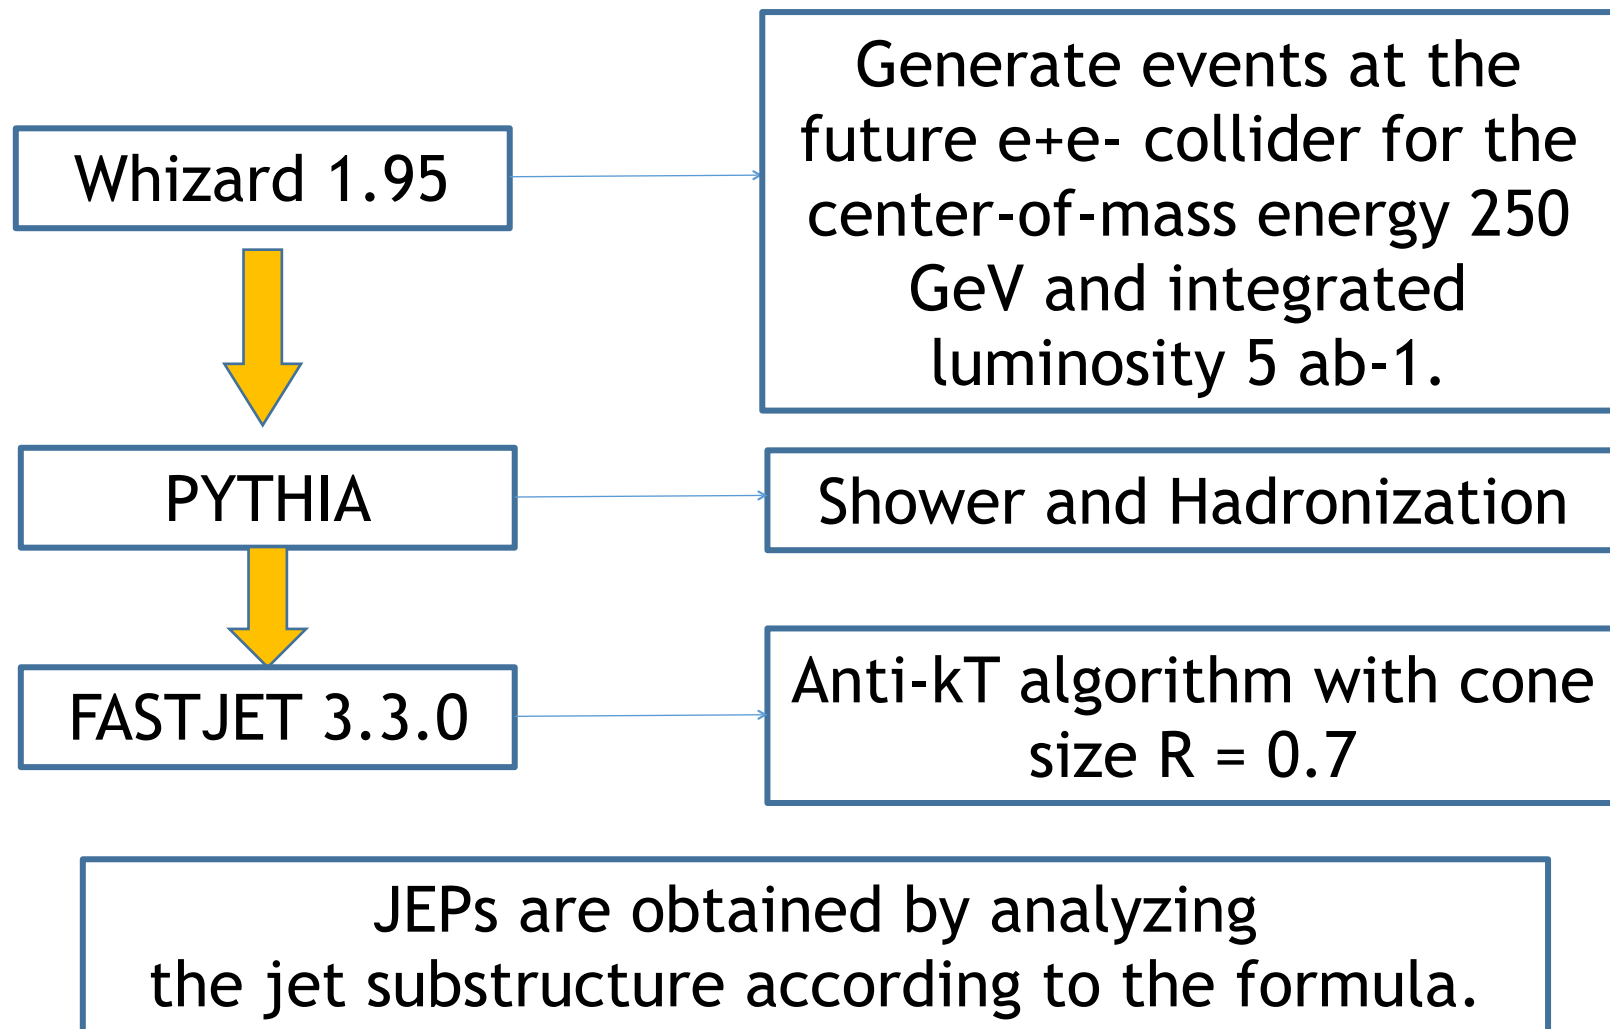 Whizard 1.95
Generate events at the
future e+e- collider for the
center-of-mass energy 250
GeV and integrated
luminosity 5 ab-1.
PYTHIA
Shower and Hadronization
FASTJET 3.3.0
Anti-kT algorithm with cone
size R = 0.7
JEPs are obtained by analyzing
the jet substructure according to the formula.